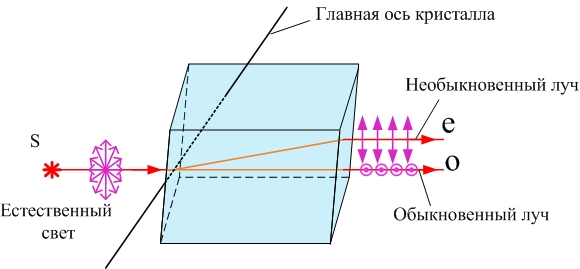 Главная ось кристалла
Необыкновенный луч
e
S
o
Естественный
свет
Обыкновенный луч